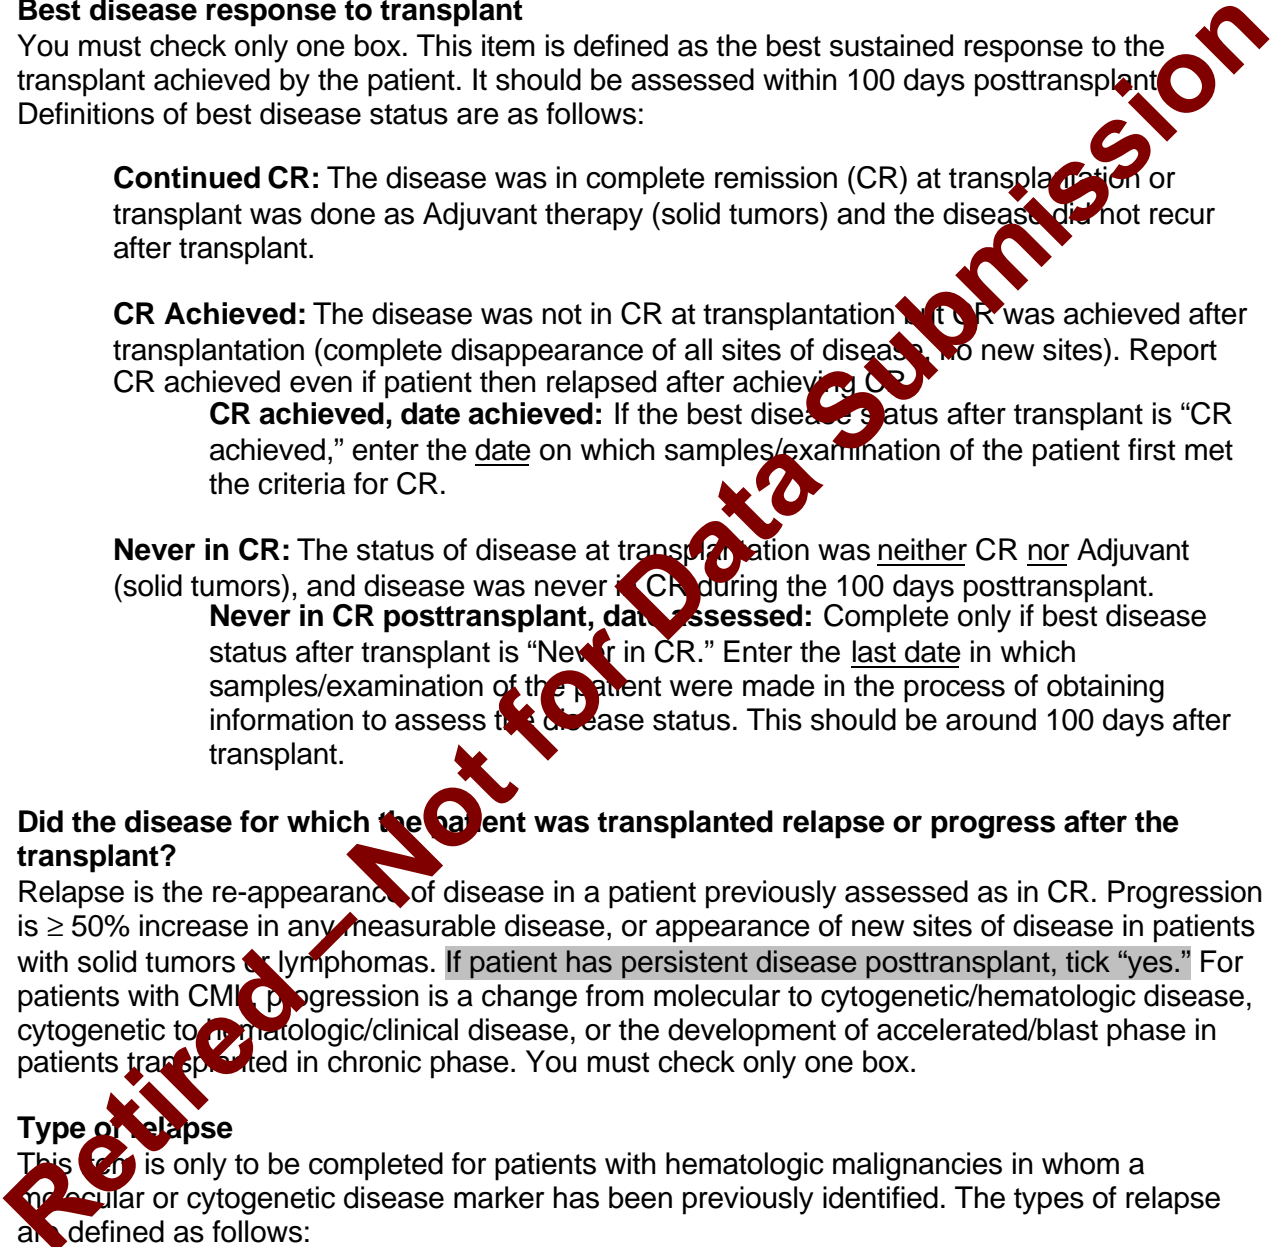 Best disease response to transplant
You must check only one box. This item is defined as the best sustained response to the
transplant achieved by the patient. It should be assessed within 100 days posttransplant
Definitions of best disease status are as follows:
Continued CR: The disease was in complete remission (CR) at transplantation or
transplant was done as Adjuvant therapy (solid tumors) and the disease did not recur
after transplant.
CR Achieved: The disease was not in CR at transplantation but CR was achieved after
transplantation (complete disappearance of all sites of disease, no new sites). Report
CR achieved even if patient then relapsed after achieving CR
CR achieved, date achieved: If the best disease status after transplant is “CR
achieved,” enter the date on which samples/examination of the patient first met
the criteria for CR.
Never in CR: The status of disease at transplantation was neither CR nor Adjuvant
(solid tumors), and disease was never in CR during the 100 days posttransplant.
Never in CR posttransplant, date assessed: Complete only if best disease
status after transplant is “Never in CR.” Enter the last date in which
samples/examination of the patient were made in the process of obtaining
information to assess the disease status. This should be around 100 days after
transplant.
Did the disease for which the patient was transplanted relapse or progress after the
transplant?
Relapse is the re-appearance of disease in a patient previously assessed as in CR. Progression
is ≥ 50% increase in any measurable disease, or appearance of new sites of disease in patients
with solid tumors or lymphomas. If patient has persistent disease posttransplant, tick “yes.” For
patients with CML, progression is a change from molecular to cytogenetic/hematologic disease,
cytogenetic to hematologic/clinical disease, or the development of accelerated/blast phase in
patients transplanted in chronic phase. You must check only one box.
Type of relapse
This item is only to be completed for patients with hematologic malignancies in whom a
molecular or cytogenetic disease marker has been previously identified. The types of relapse
are defined as follows:
Retired – Not for Data Submission